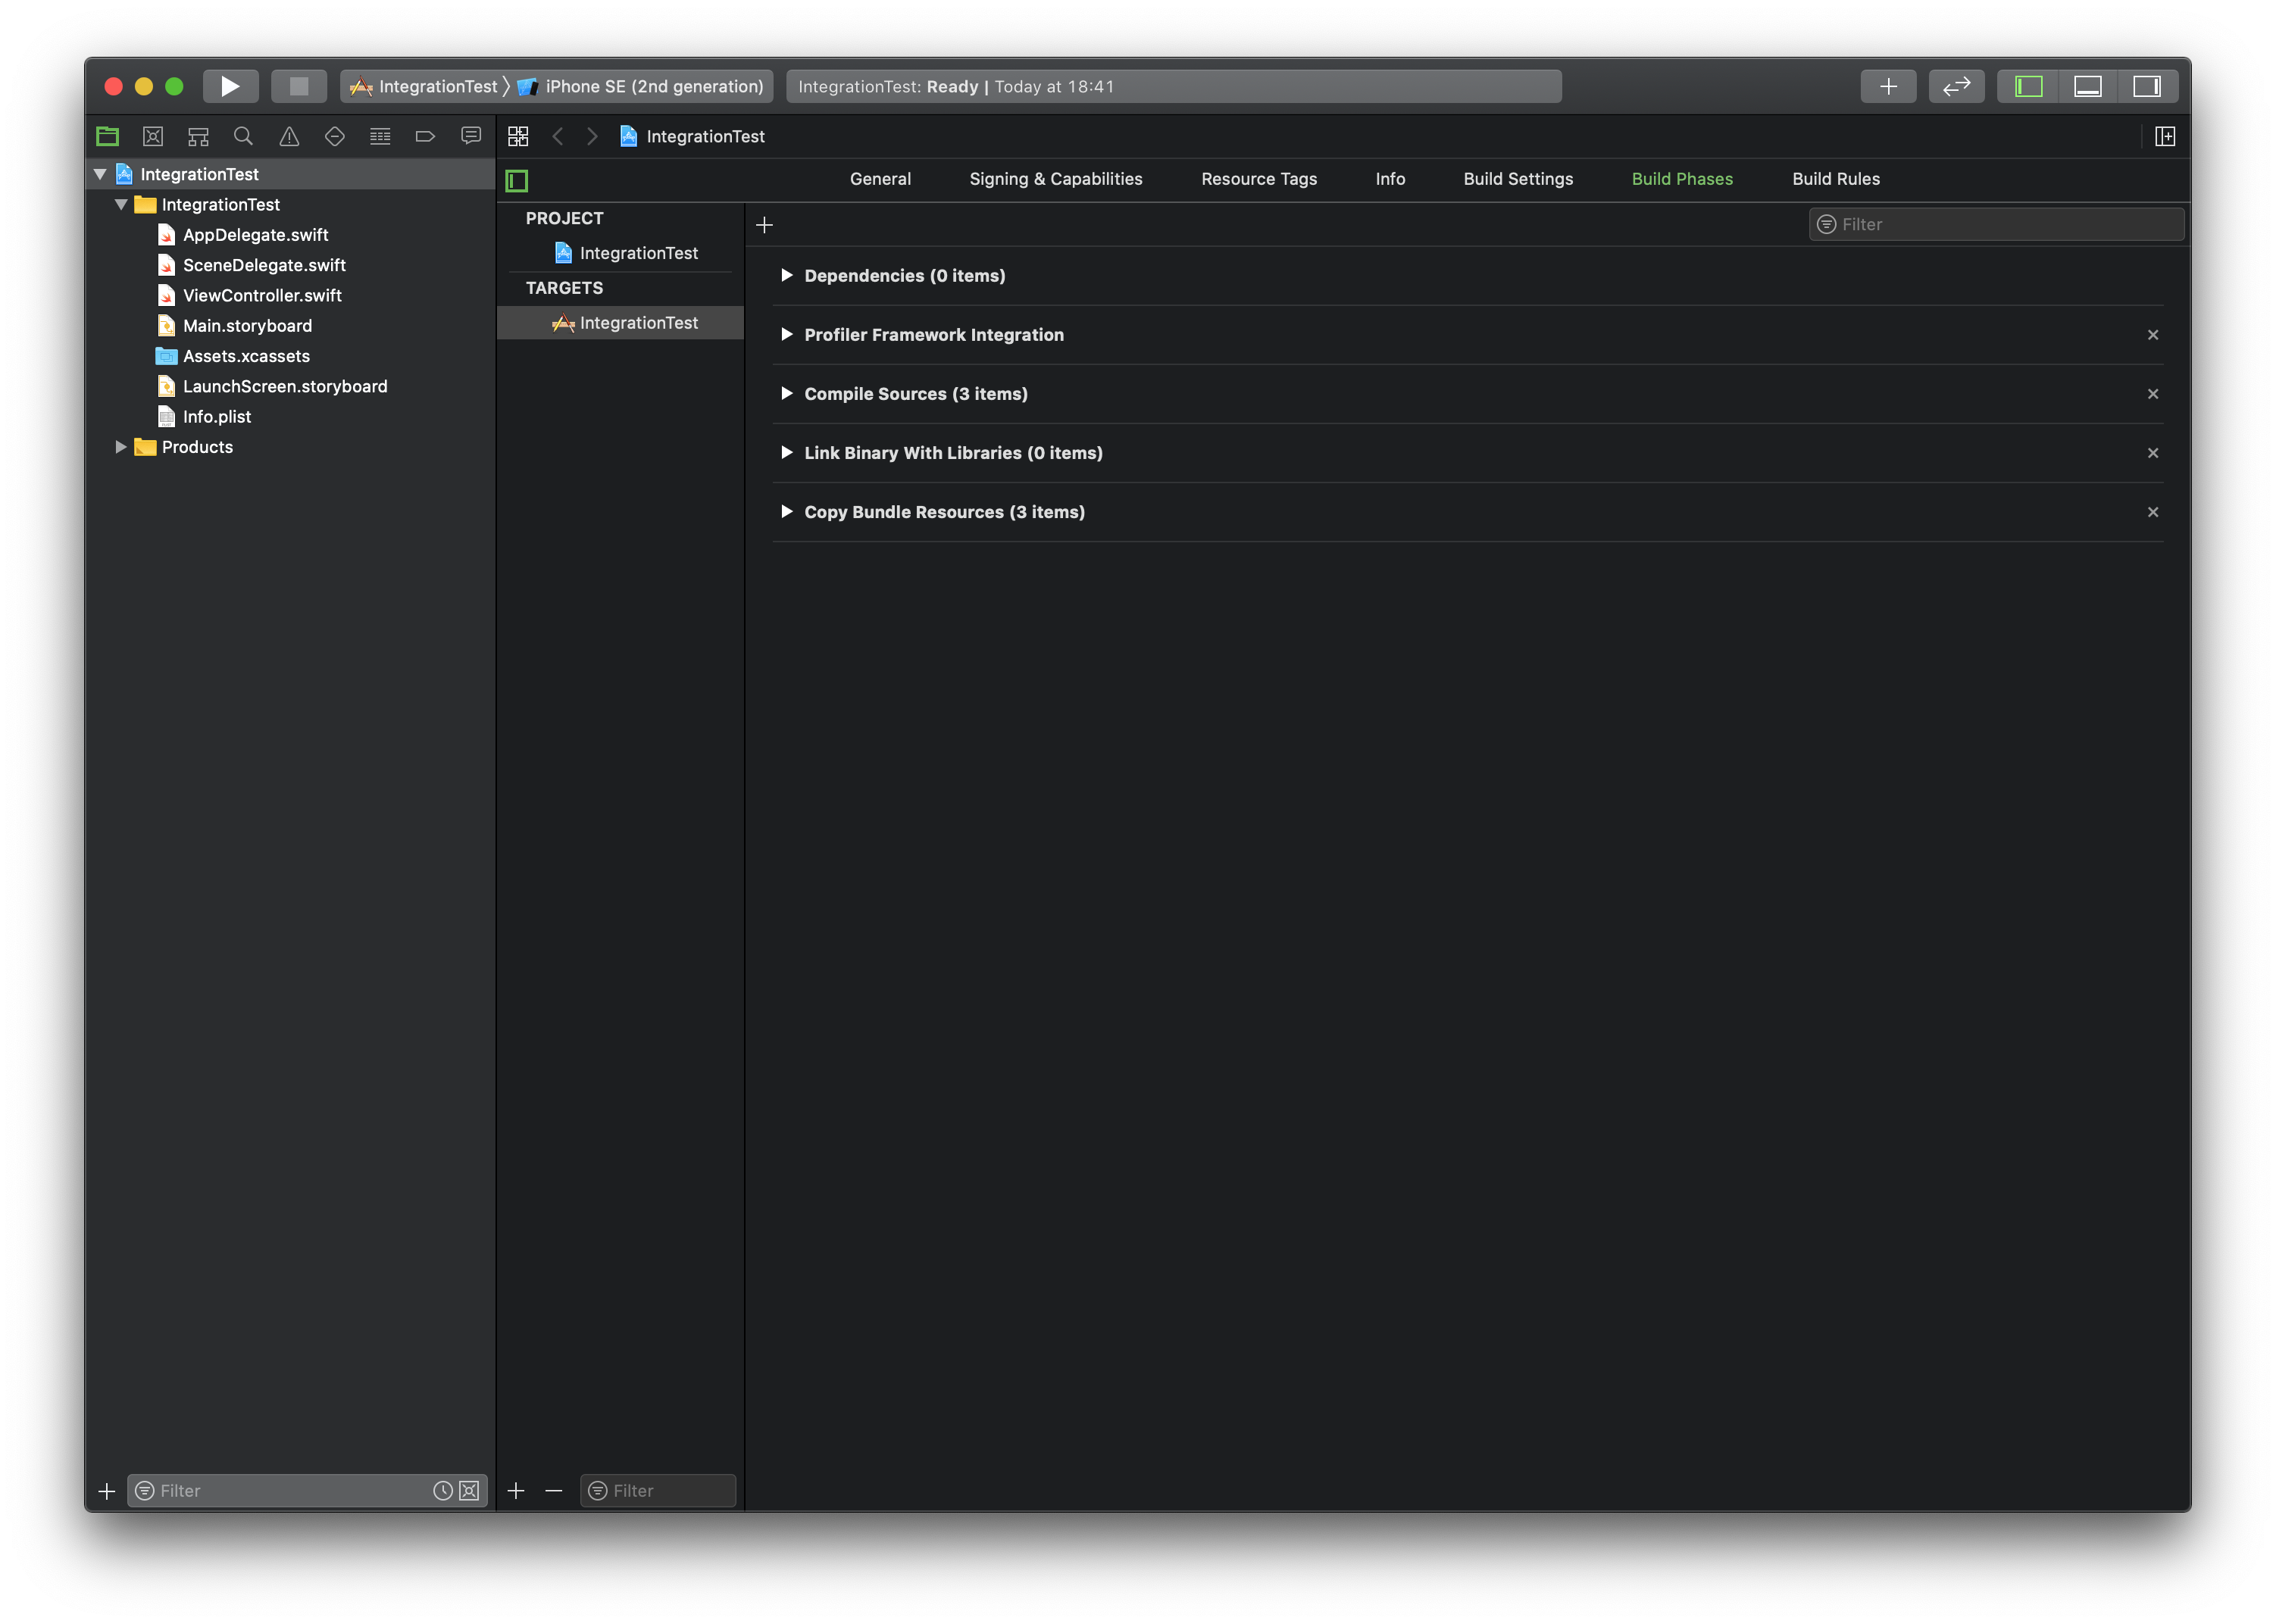 IntegrationTest 〉 iPhone SE (2nd generation)
IntegrationTest: Ready | Today at 18:41
IntegrationTest
IntegrationTest
AppDelegate.swift
SceneDelegate.swift
ViewController.swift
Main.storyboard
Assets.xcassets
LaunchScreen.storyboard
Info.plist
Products
Filter
IntegrationTest
General Signing & Capabilities Resource Tags Info Build Settings Build Phases Build Rules
PROJECT
IntegrationTest
TARGETS
IntegrationTest
Filter
Filter
Dependencies (0 items)
Profiler Framework Integration
Compile Sources (3 items)
Link Binary With Libraries (0 items)
Copy Bundle Resources (3 items)